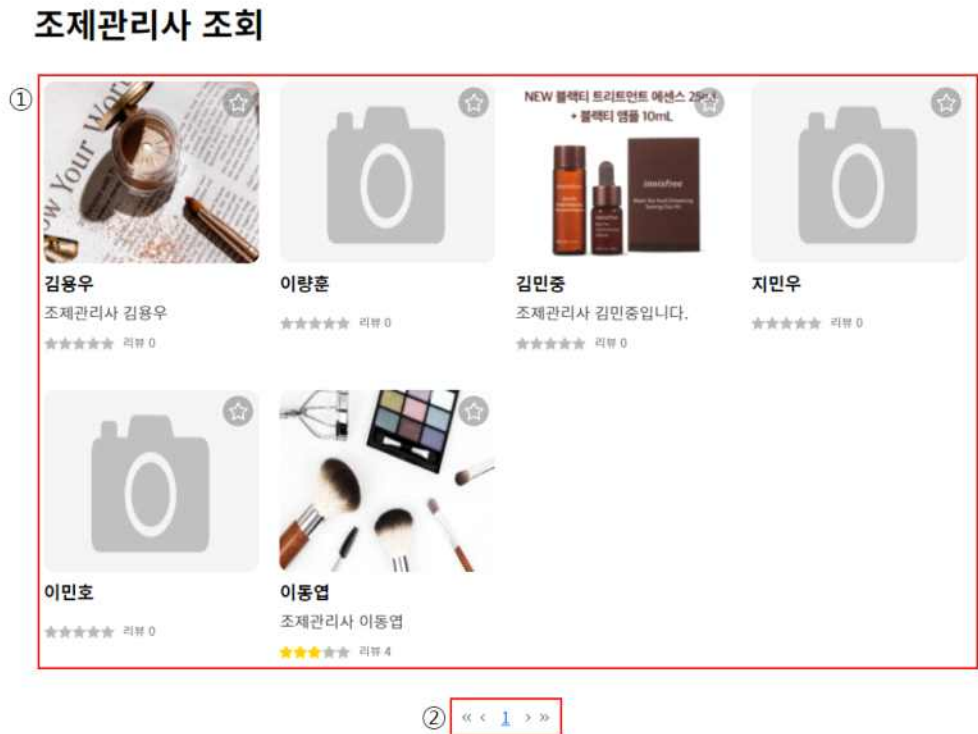 조제관리사 조회
①
w Your Wor
NEW 블랙티 트리트먼트 에센스 25mL
+ 블랙티 앰플 10mL
innisfree
김용우
이량훈
김민중
지민우
조제관리사 김용우
조제관리사 김민중입니다.
리뷰 0
리뷰 0
리뷰 0
리뷰 0
이민호
이동엽
조제관리사 이동엽
리뷰 0
리뷰 4
② « < 1 > »